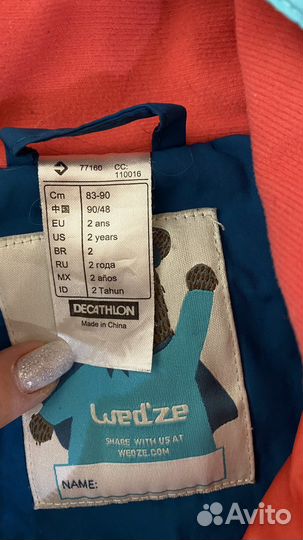 77160 CC: 110016
Cm 83-90
中国 90/48
EU 2 ans
US 2 years
BR 2
RU 2 года
MX 2 años
ID 2 Tahun
DECATHLON
Made in China
wed'ze
SHARE WITH US AT
WEDZE.COM
NAME:
Avito